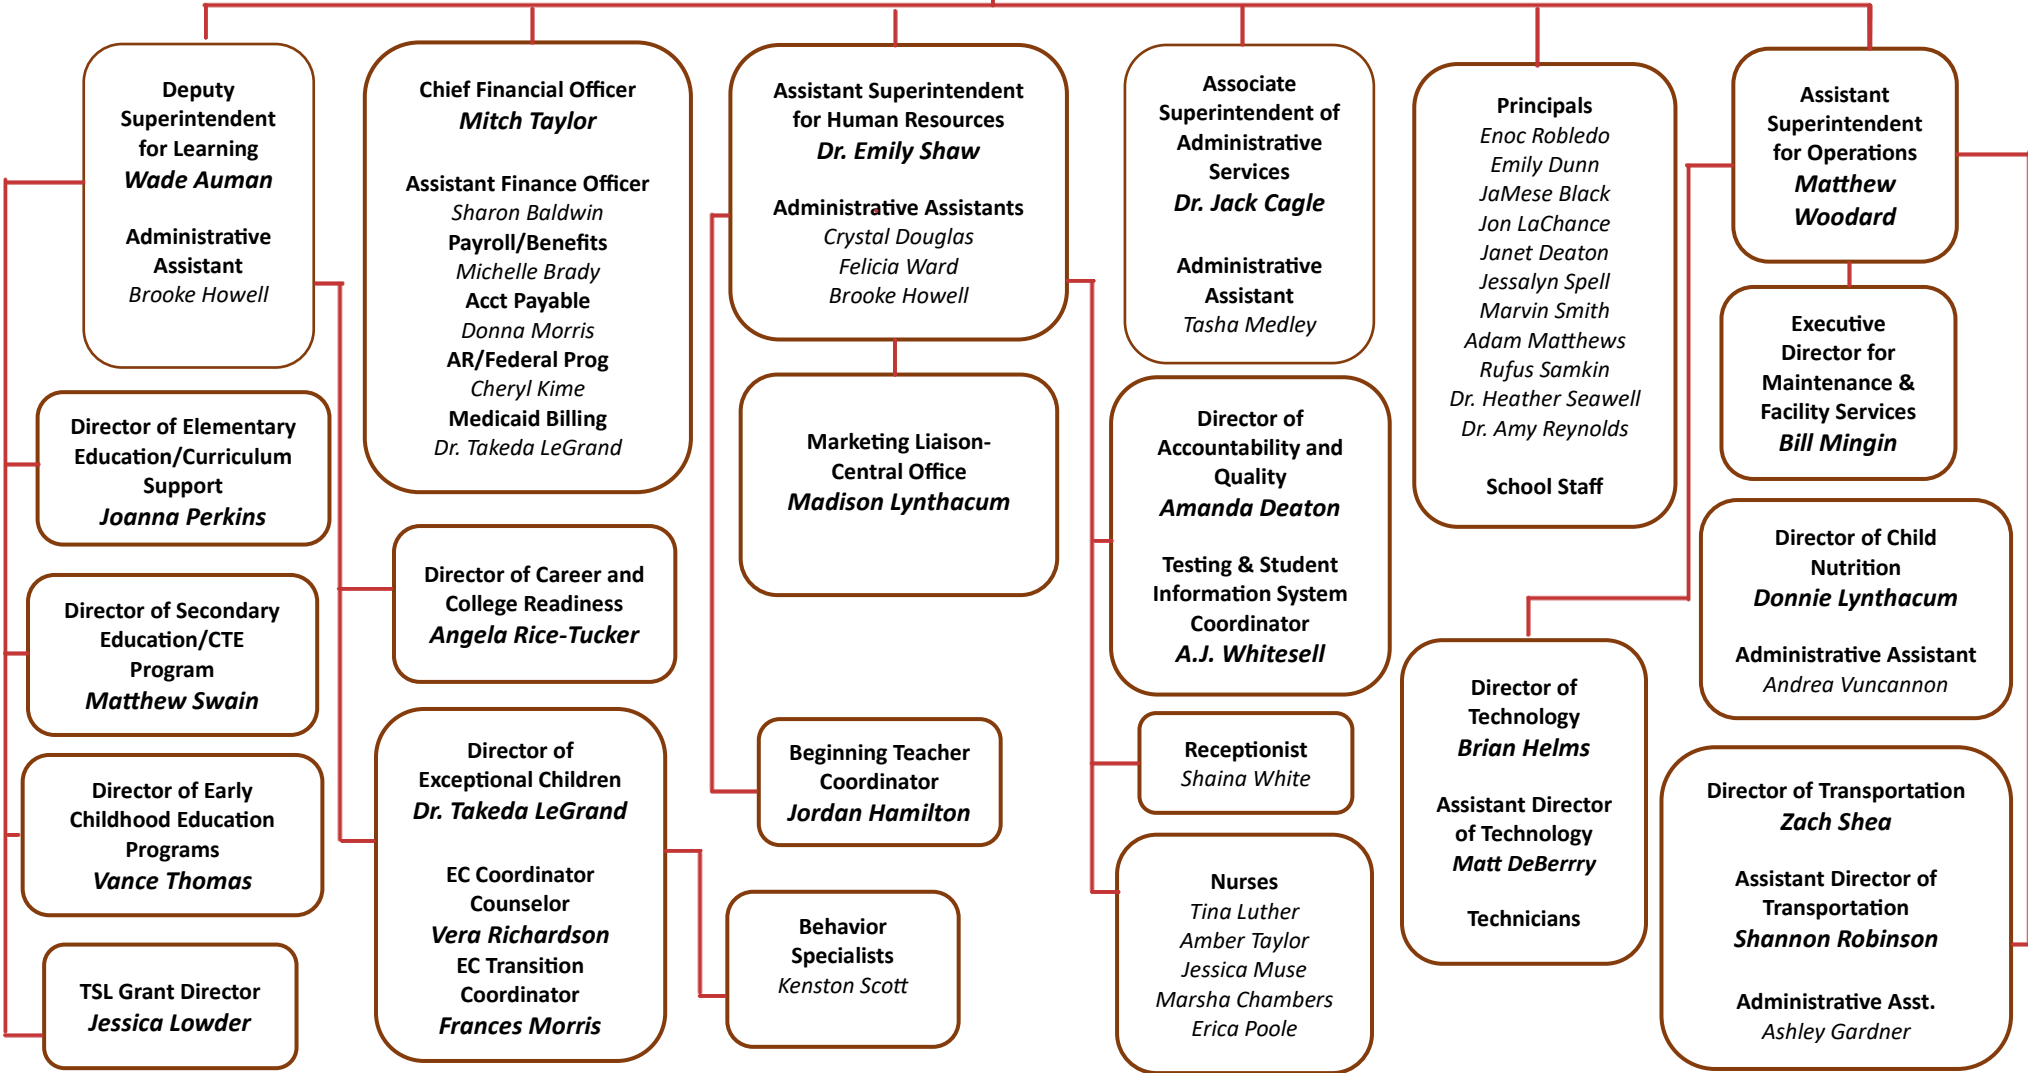 Deputy
Superintendent
for Learning
Wade Auman
Administrative
Assistant
Brooke Howell
Director of Elementary
Education/Curriculum
Support
Joanna Perkins
Director of Secondary
Education/CTE
Program
Matthew Swain
Director of Early
Childhood Education
Programs
Vance Thomas
TSL Grant Director
Jessica Lowder
Chief Financial Officer
Mitch Taylor
Assistant Finance Officer
Sharon Baldwin
Payroll/Benefits
Michelle Brady
Acct Payable
Donna Morris
AR/Federal Prog
Cheryl Kime
Medicaid Billing
Dr. Takeda LeGrand
Director of Career and
College Readiness
Angela Rice-Tucker
Director of
Exceptional Children
Dr. Takeda LeGrand
EC Coordinator
Counselor
Vera Richardson
EC Transition
Coordinator
Frances Morris
Assistant Superintendent
for Human Resources
Dr. Emily Shaw
Administrative Assistants
Crystal Douglas
Felicia Ward
Brooke Howell
Marketing Liaison-
Central Office
Madison Lynthacum
Beginning Teacher
Coordinator
Jordan Hamilton
Behavior
Specialists
Kenston Scott
Associate
Superintendent of
Administrative
Services
Dr. Jack Cagle
Administrative
Assistant
Tasha Medley
Director of
Accountability and
Quality
Amanda Deaton
Testing & Student
Information System
Coordinator
A.J. Whitesell
Receptionist
Shaina White
Nurses
Tina Luther
Amber Taylor
Jessica Muse
Marsha Chambers
Erica Poole
Principals
Enoc Robledo
Emily Dunn
JaMese Black
Jon LaChance
Janet Deaton
Jessalyn Spell
Marvin Smith
Adam Matthews
Rufus Samkin
Dr. Heather Seawell
Dr. Amy Reynolds
School Staff
Director of
Technology
Brian Helms
Assistant Director
of Technology
Matt DeBerrry
Technicians
Assistant
Superintendent
for Operations
Matthew
Woodard
Executive
Director for
Maintenance &
Facility Services
Bill Mingin
Director of Child
Nutrition
Donnie Lynthacum
Administrative Assistant
Andrea Vuncannon
Director of Transportation
Zach Shea
Assistant Director of
Transportation
Shannon Robinson
Administrative Asst.
Ashley Gardner